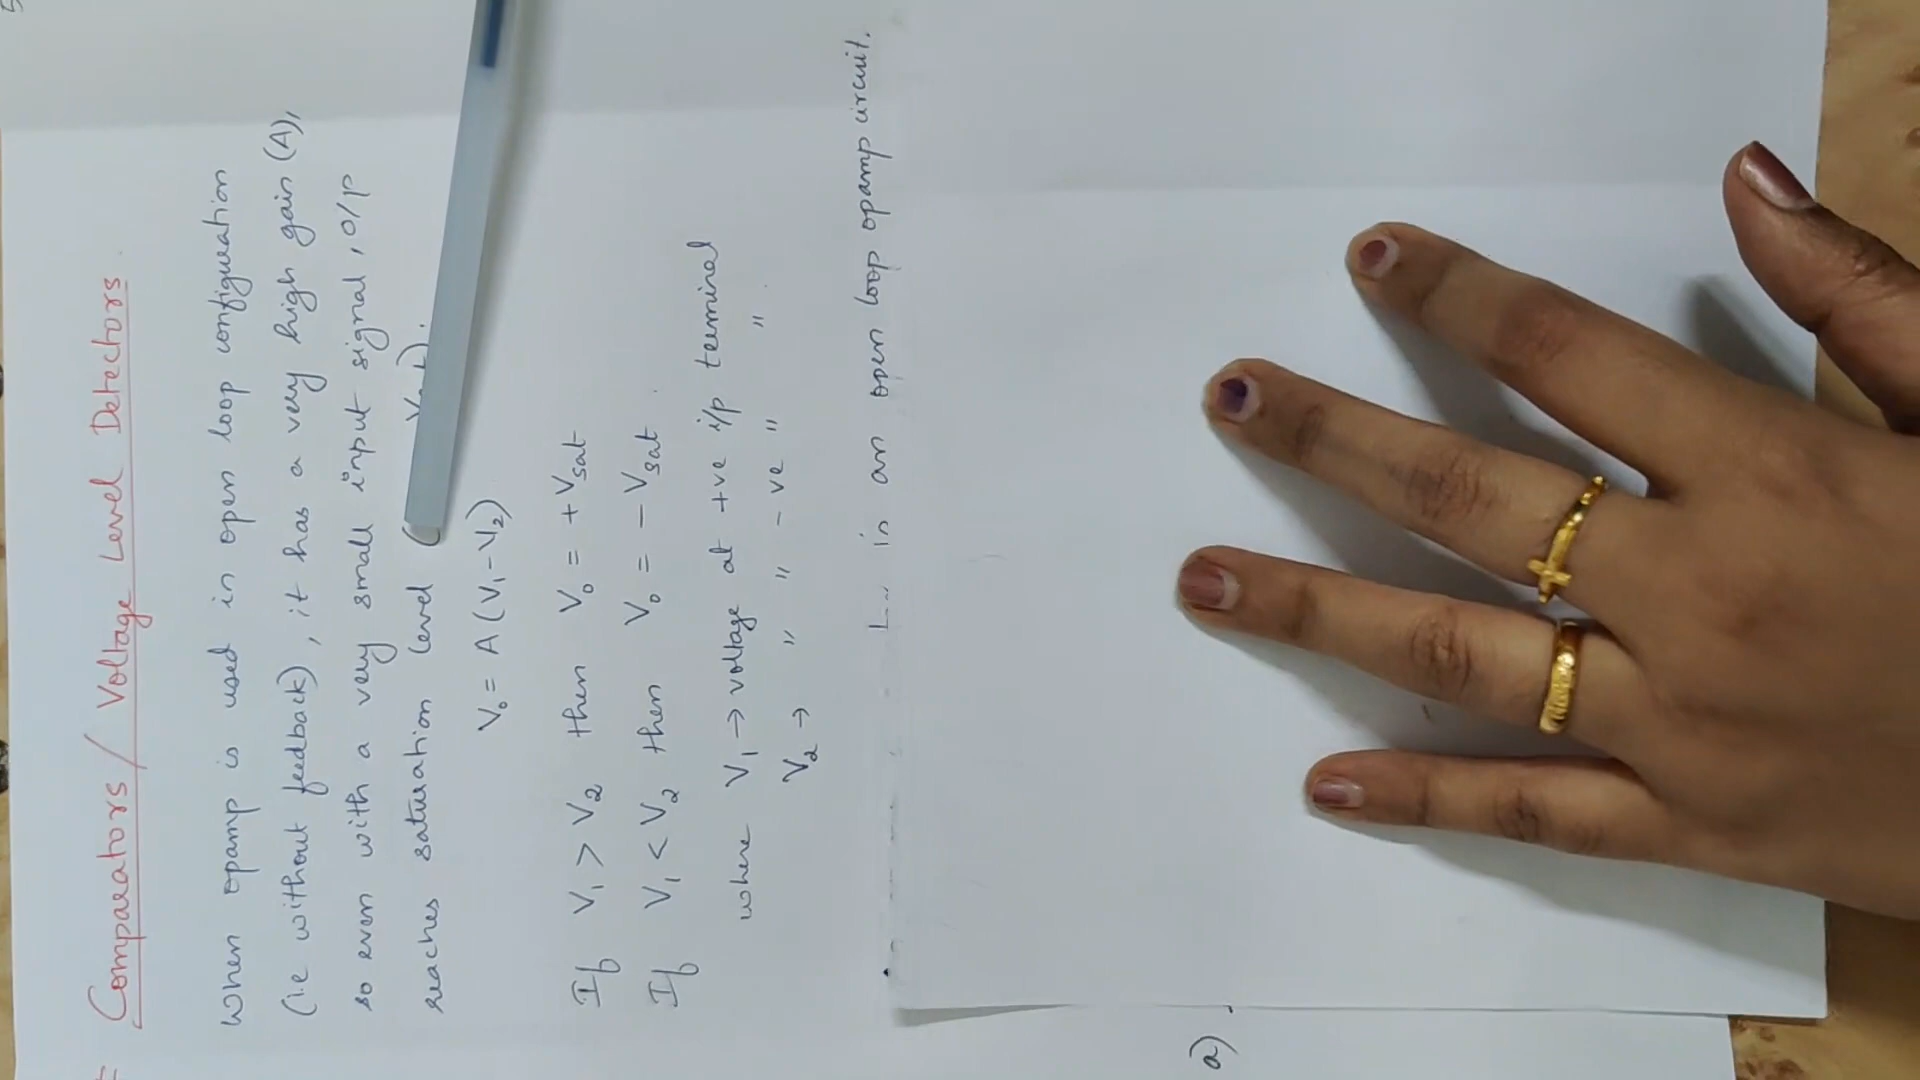 Comparators / Voltage Level Detectors.
When opamp is used in open loop configuration
(i.e without feedback), it has a very high gain (A),
so even with a very small input signal, o/p
reaches saturation level (
V₀ = A (V₁ - V₂)
If V₁ > V₂ then V₀ = + Vsat
If V₁ < V₂ then V₀ = - Vsat.
where V₁ → voltage at +ve i/p terminal
V₂ → " " - ve " "
is an open loop opamp circuit.
a)